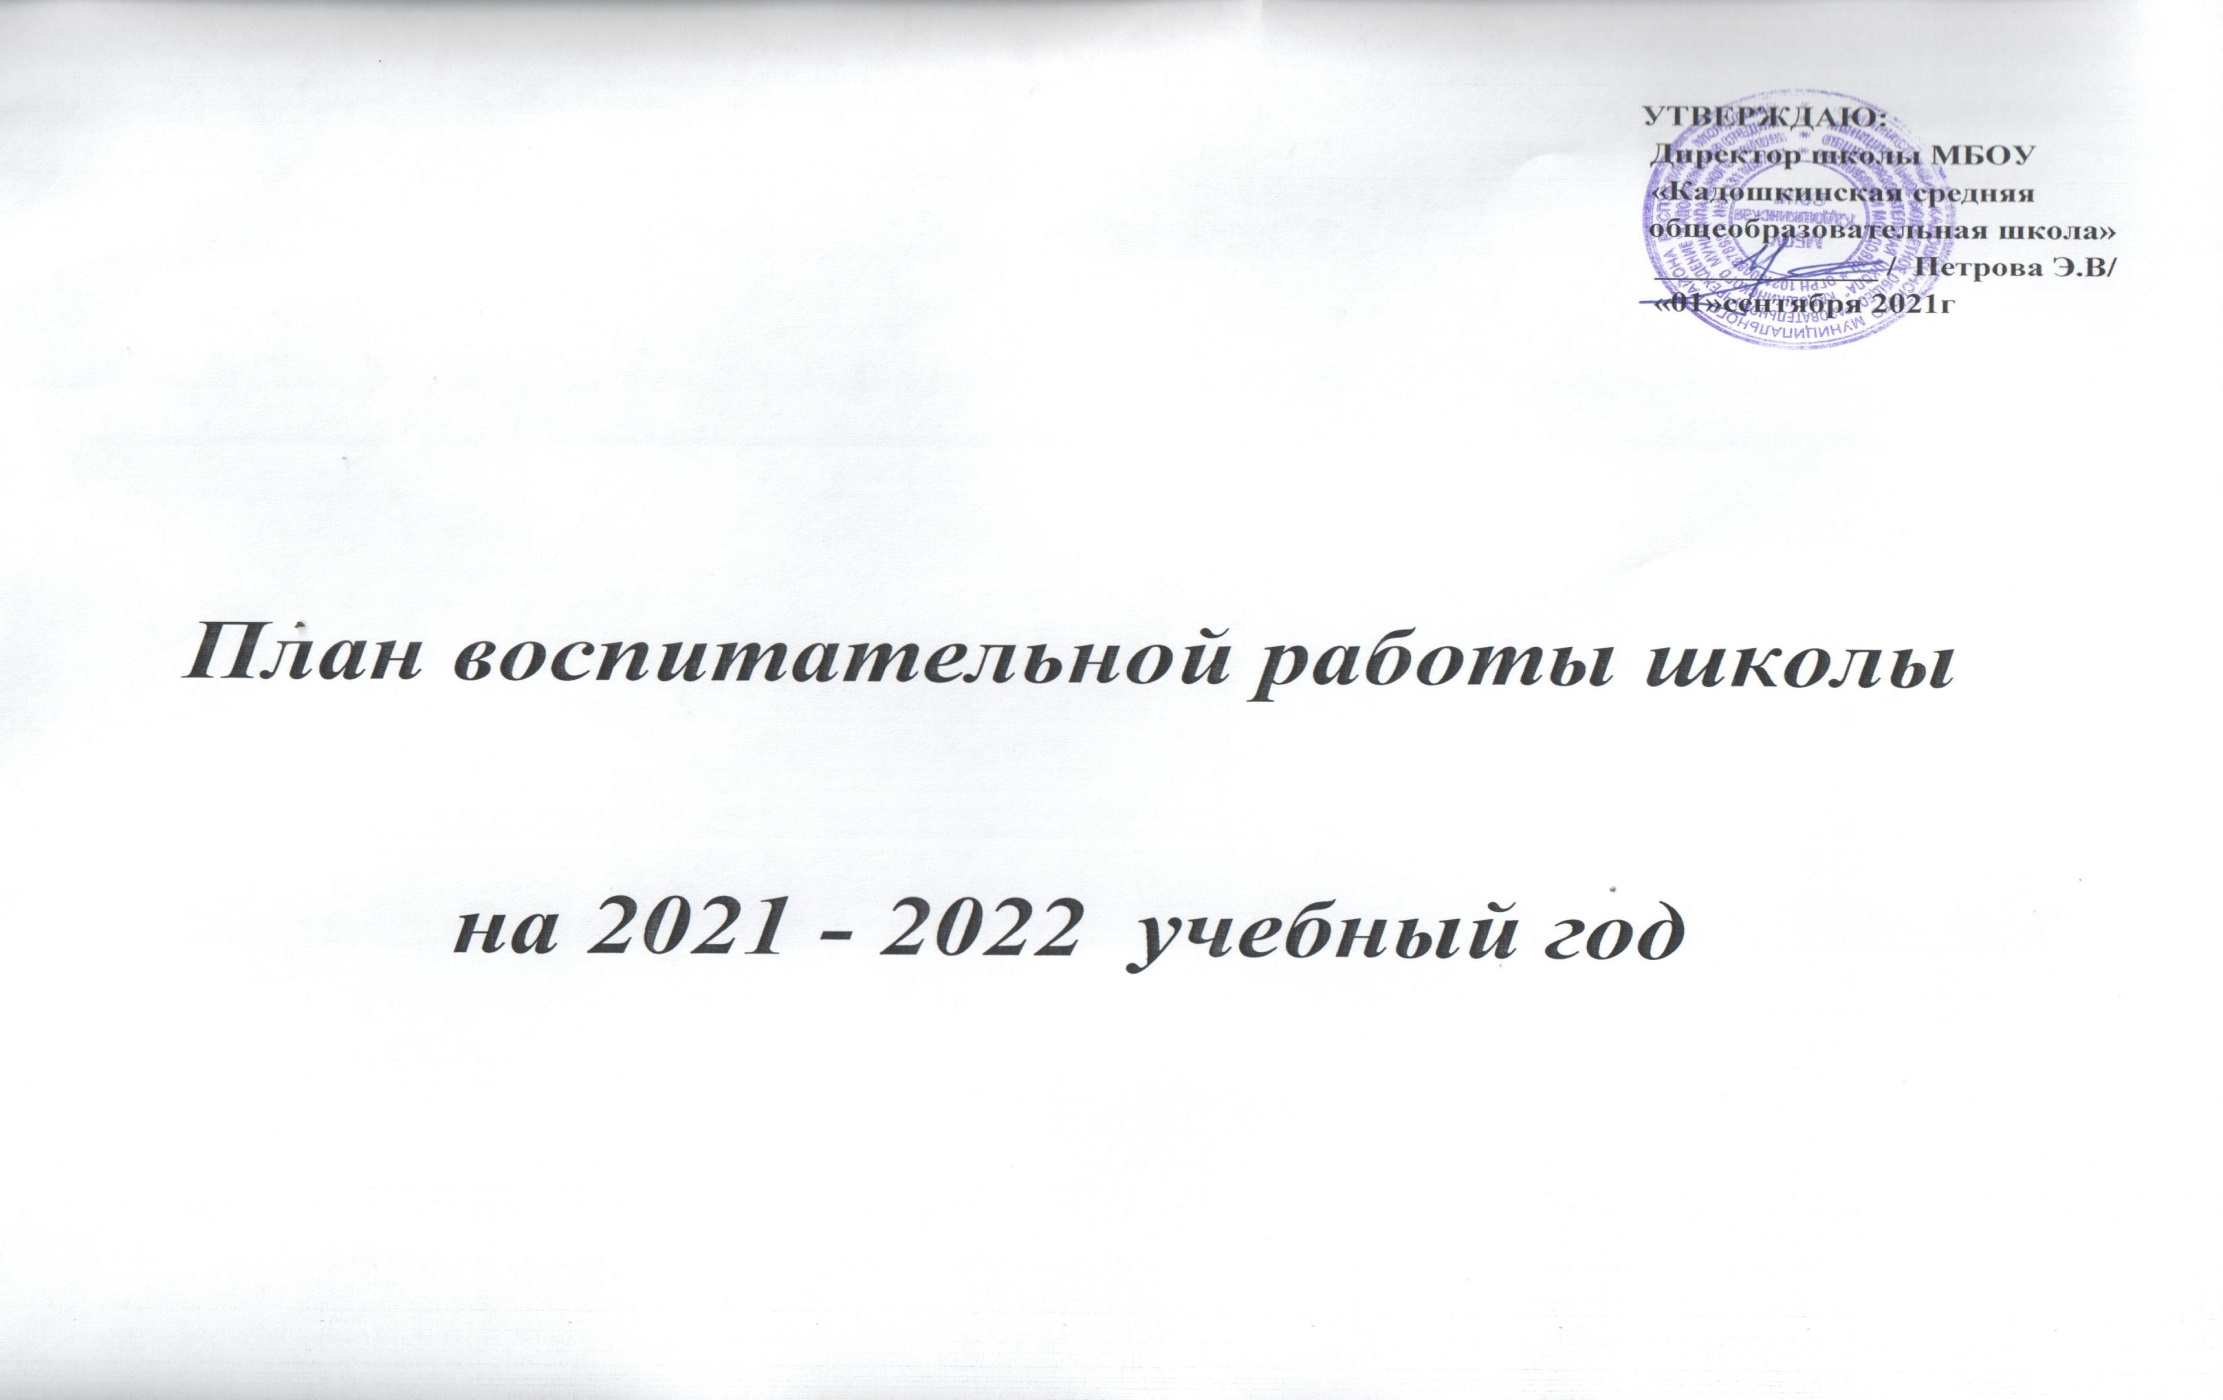 УТВЕРЖДАЮ:
Директор школы МБОУ
«Кадошкинская средняя
общеобразовательная школа»
/ Петрова Э.В/
«01»сентября 2021г
План воспитательной работы школы
на 2021 - 2022 учебный год